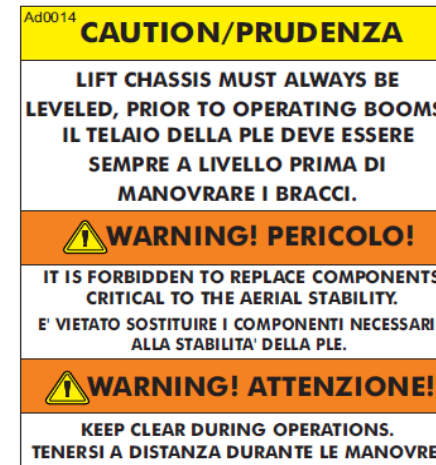 Ad0014
CAUTION/PRUDENZA
LIFT CHASSIS MUST ALWAYS BE
LEVELED, PRIOR TO OPERATING BOOMS
IL TELAIO DELLA PLE DEVE ESSERE
SEMPRE A LIVELLO PRIMA DI
MANOVRARE I BRACCI.
WARNING! PERICOLO!
IT IS FORBIDDEN TO REPLACE COMPONENTS
CRITICAL TO THE AERIAL STABILITY.
E' VIETATO SOSTITUIRE I COMPONENTI NECESSARI
ALLA STABILITA' DELLA PLE.
WARNING! ATTENZIONE!
KEEP CLEAR DURING OPERATIONS.
TENERSI A DISTANZA DURANTE LE MANOVRE